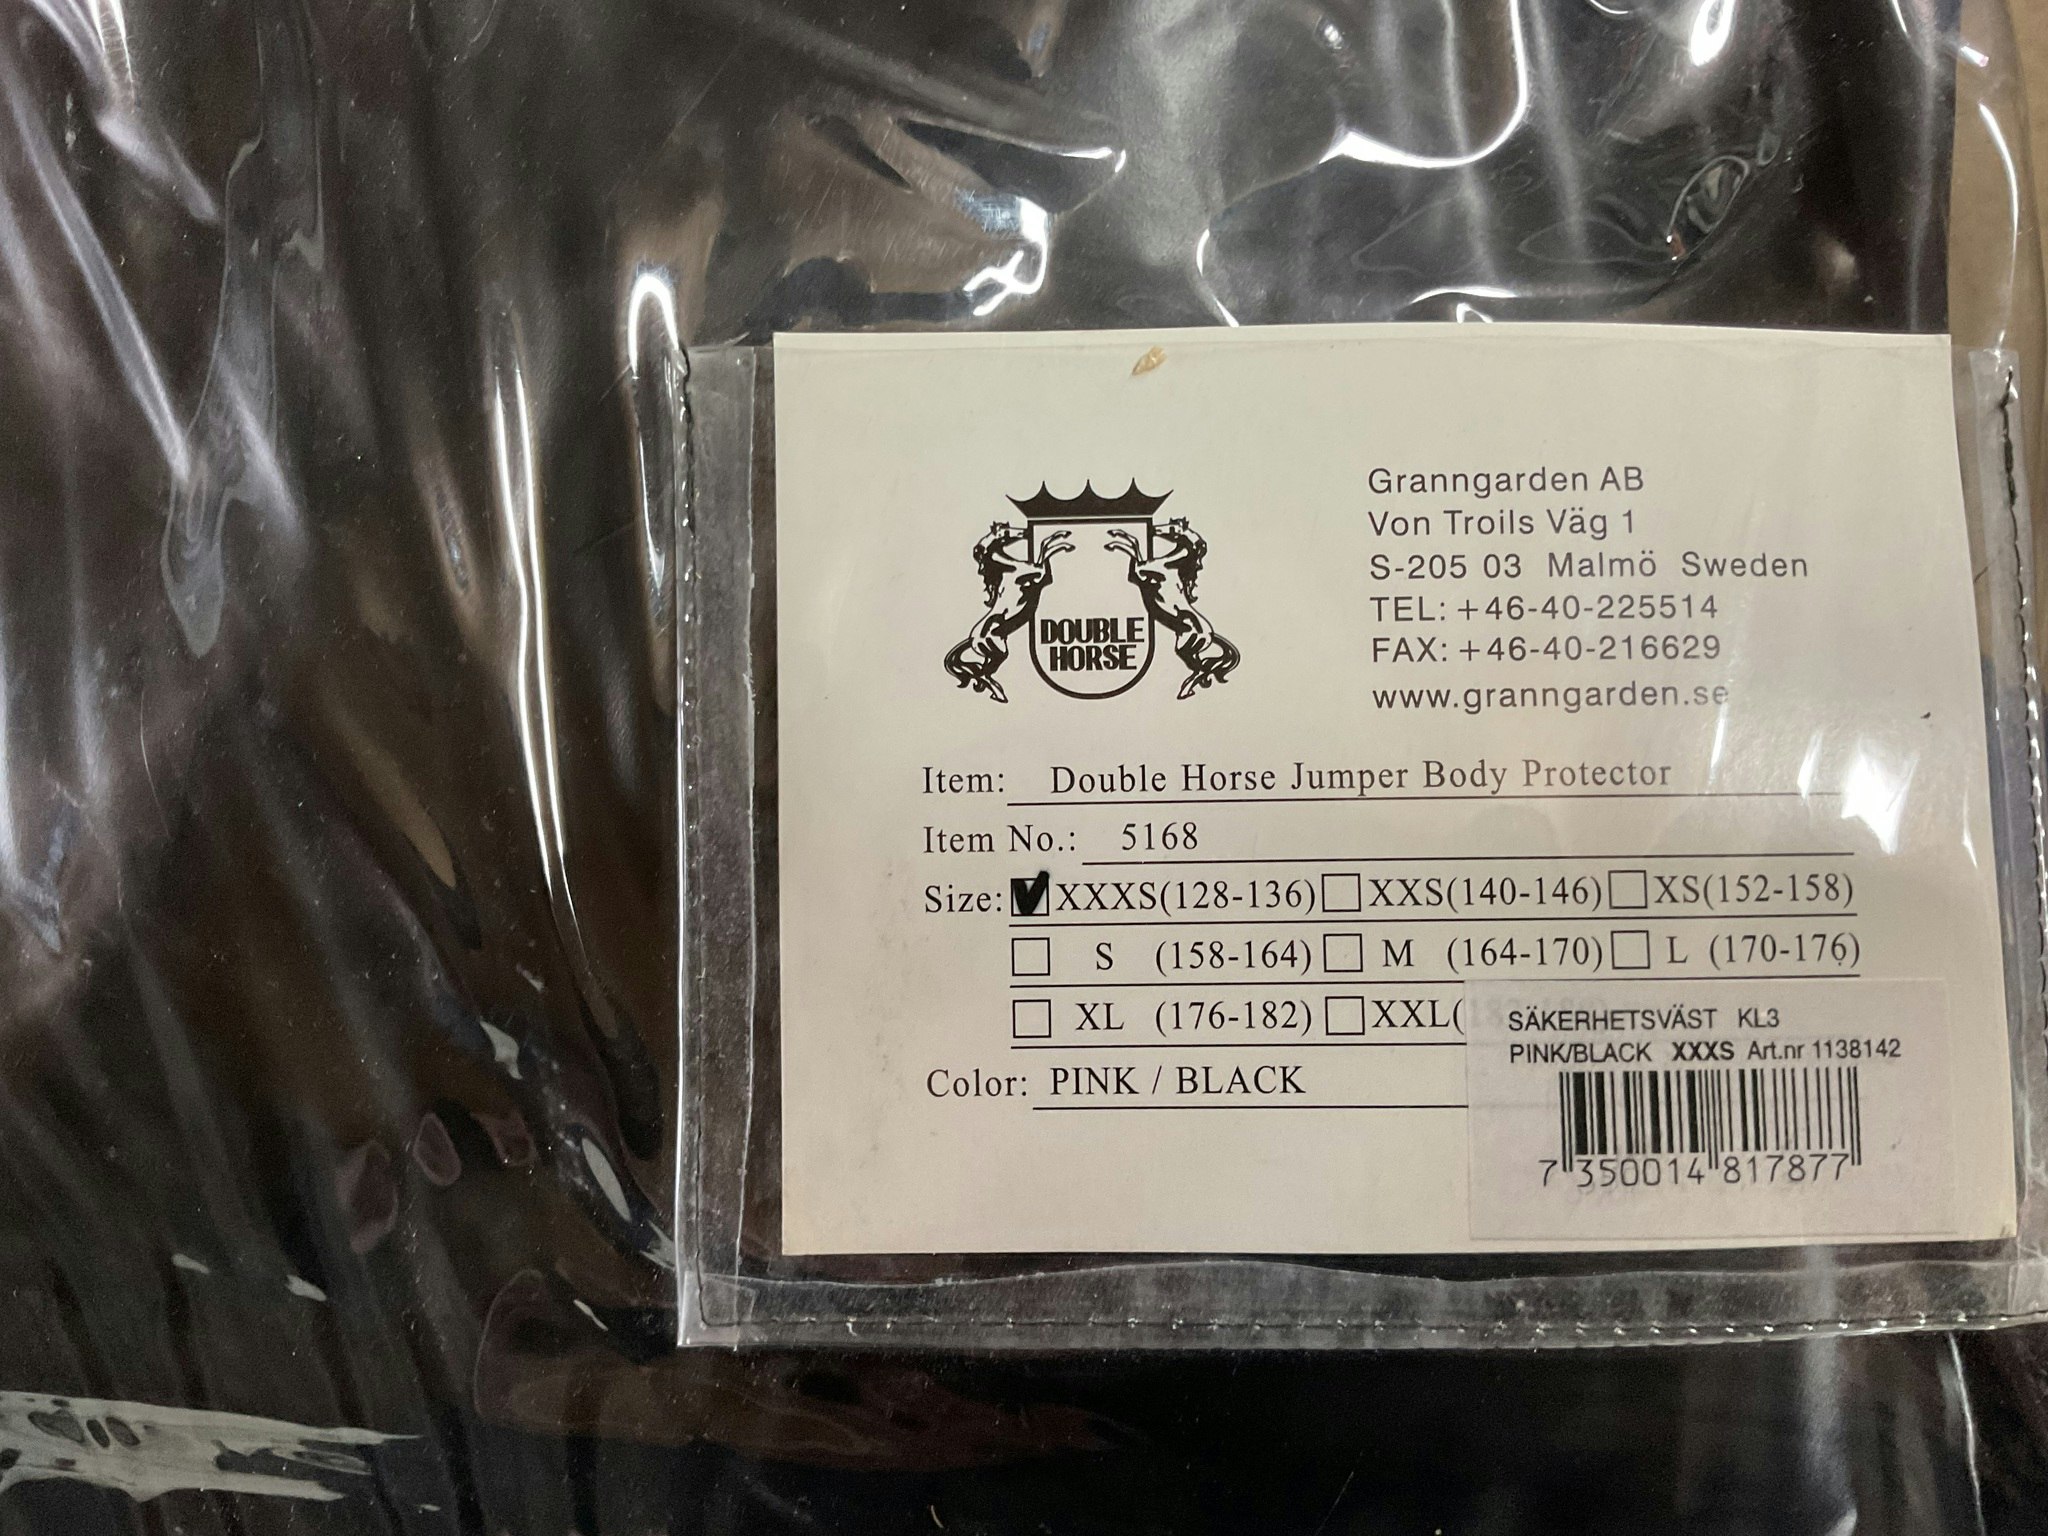 DOUBLE
HORSE
Granngarden AB
Von Troils Väg 1
S-205 03 Malmö Sweden
TEL: +46-40-225514
FAX: +46-40-216629
www.granngarden.se
Item: Double Horse Jumper Body Protector
Item No.: 5168
Size: XXXS(128-136) XXS(140-146) XS(152-158)
S (158-164) M (164-170) L (170-176)
XL (176-182) XXL(
Color: PINK / BLACK
SÄKERHETSVÄST KL3
PINK/BLACK XXXS Art.nr 1138142
7 350014 817877